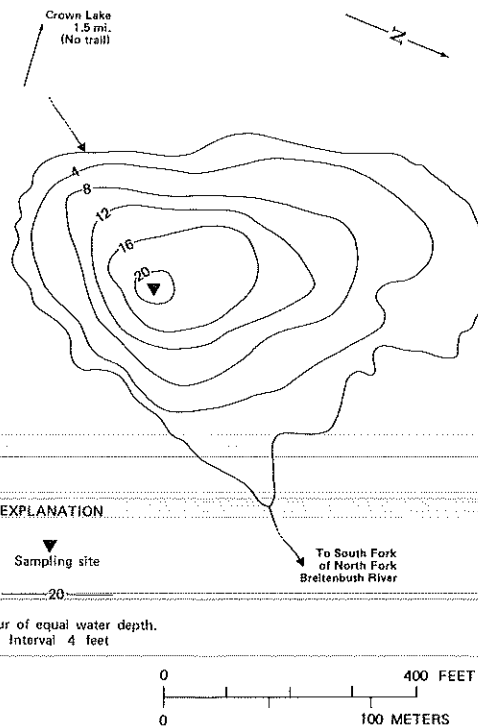 Crown Lake
1.5 mi.
(No trail)
N
4
8
12
16
20
EXPLANATION
Sampling site
To South Fork
of North Fork
Breitenbush River
20
ur of equal water depth.
Interval 4 feet
0 400 FEET
0 100 METERS